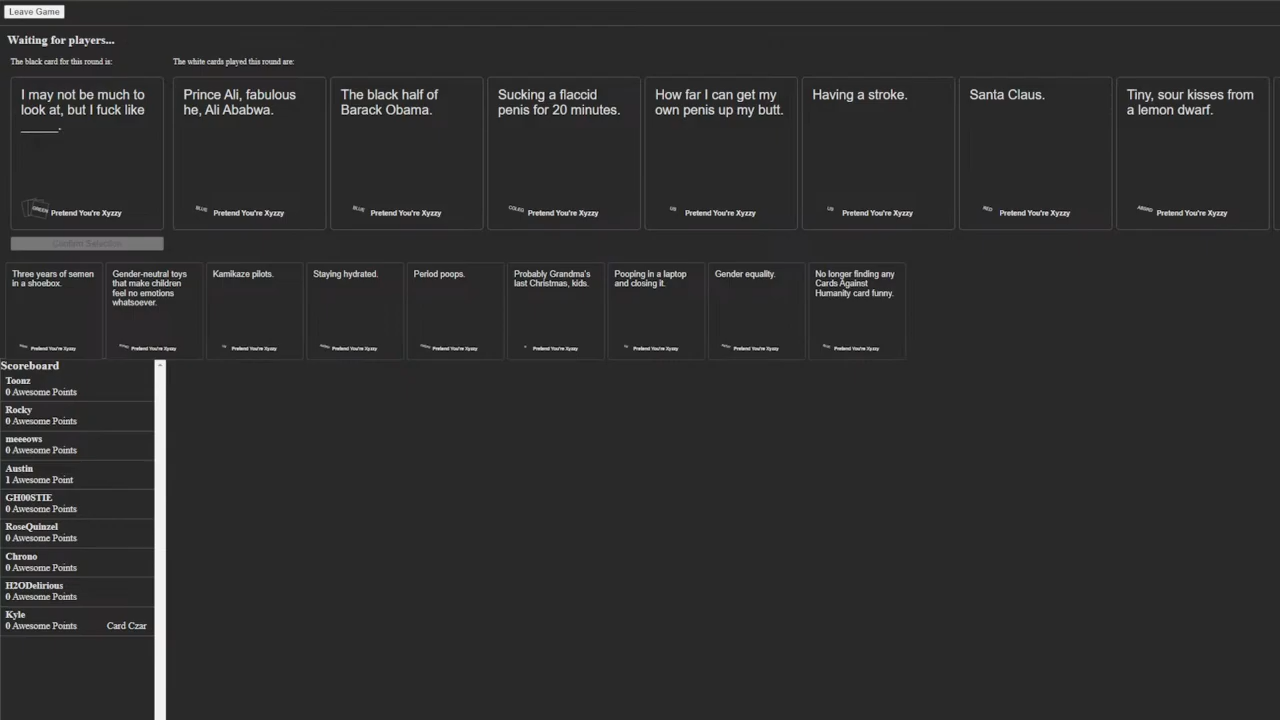 Leave Game
Waiting for players...
The black card for this round is:
The white cards played this round are:
I may not be much to
look at, but I fuck like
_____.
GREEN
Pretend You're Xyzzy
Prince Ali, fabulous
he, Ali Ababwa.
BLUE
Pretend You're Xyzzy
The black half of
Barack Obama.
BLUE
Pretend You're Xyzzy
Sucking a flaccid
penis for 20 minutes.
Pretend You're Xyzzy
How far I can get my
own penis up my butt.
US
Pretend You're Xyzzy
Having a stroke.
US
Pretend You're Xyzzy
Santa Claus.
RED
Pretend You're Xyzzy
Tiny, sour kisses from
a lemon dwarf.
Pretend You're Xyzzy
Confirm Selection
Three years of semen
in a shoebox.
Pretend You're Xyzzy
Gender-neutral toys
that make children
feel no emotions
whatsoever.
Pretend You're Xyzzy
Kamikaze pilots.
Pretend You're Xyzzy
Staying hydrated.
Pretend You're Xyzzy
Period poops.
Pretend You're Xyzzy
Probably Grandma's
last Christmas, kids.
Pretend You're Xyzzy
Pooping in a laptop
and closing it.
Pretend You're Xyzzy
Gender equality.
Pretend You're Xyzzy
No longer finding any
Cards Against
Humanity card funny.
Pretend You're Xyzzy
Scoreboard
Toonz
0 Awesome Points
Rocky
0 Awesome Points
meeeows
0 Awesome Points
Austin
1 Awesome Point
GH00STIE
0 Awesome Points
RoseQuinzel
0 Awesome Points
Chrono
0 Awesome Points
H2ODelirious
0 Awesome Points
Kyle
0 Awesome Points Card Czar